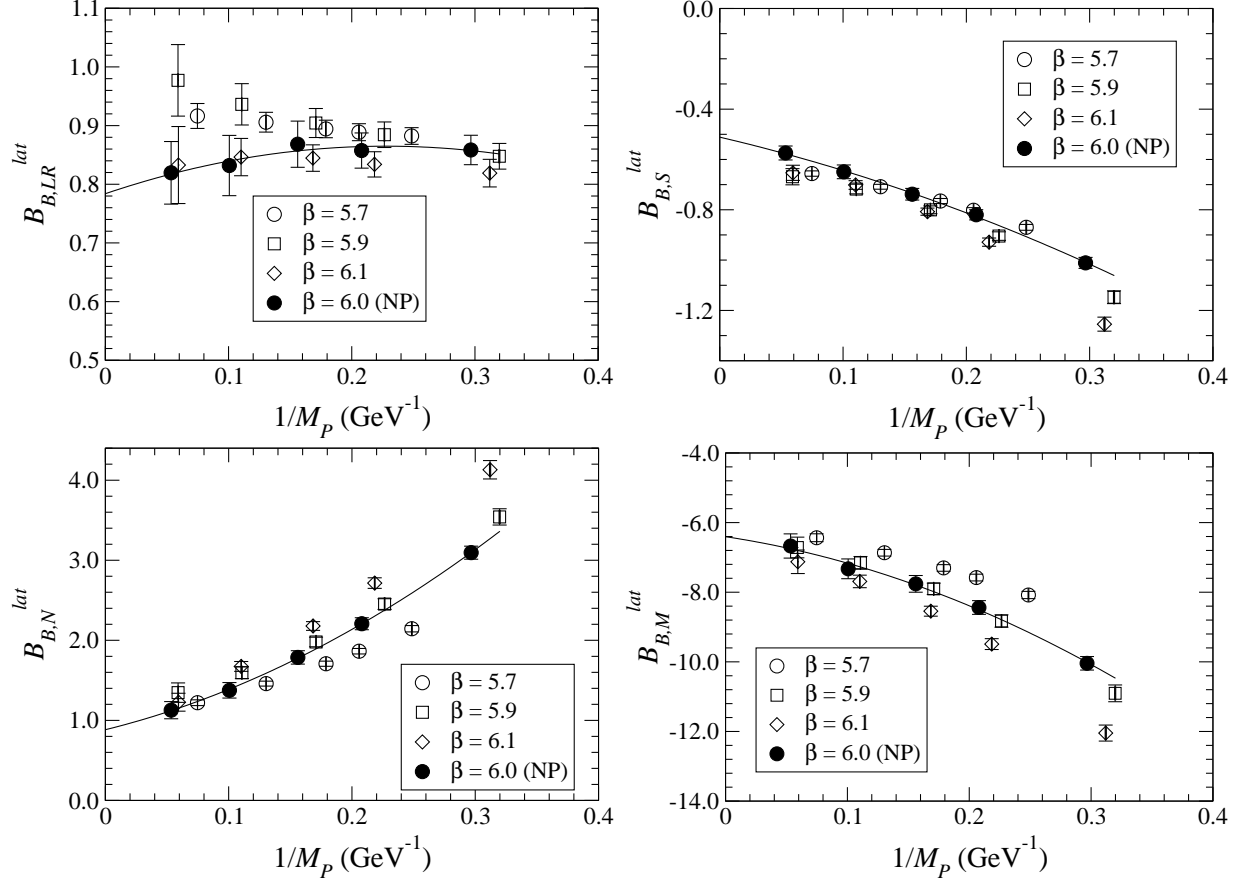 1.1
1.0
0.9
0.8
0.7
0.6
0.5
0 0.1 0.2 0.3 0.4
1/M_P (GeV^{-1})
B_{B,LR}^{lat}
β = 5.7
β = 5.9
β = 6.1
β = 6.0 (NP)
0.0
-0.4
-0.8
-1.2
0 0.1 0.2 0.3 0.4
1/M_P (GeV^{-1})
B_{B,S}^{lat}
β = 5.7
β = 5.9
β = 6.1
β = 6.0 (NP)
4.0
3.0
2.0
1.0
0.0
0 0.1 0.2 0.3 0.4
1/M_P (GeV^{-1})
B_{B,N}^{lat}
β = 5.7
β = 5.9
β = 6.1
β = 6.0 (NP)
-4.0
-6.0
-8.0
-10.0
-12.0
-14.0
0 0.1 0.2 0.3 0.4
1/M_P (GeV^{-1})
B_{B,M}^{lat}
β = 5.7
β = 5.9
β = 6.1
β = 6.0 (NP)